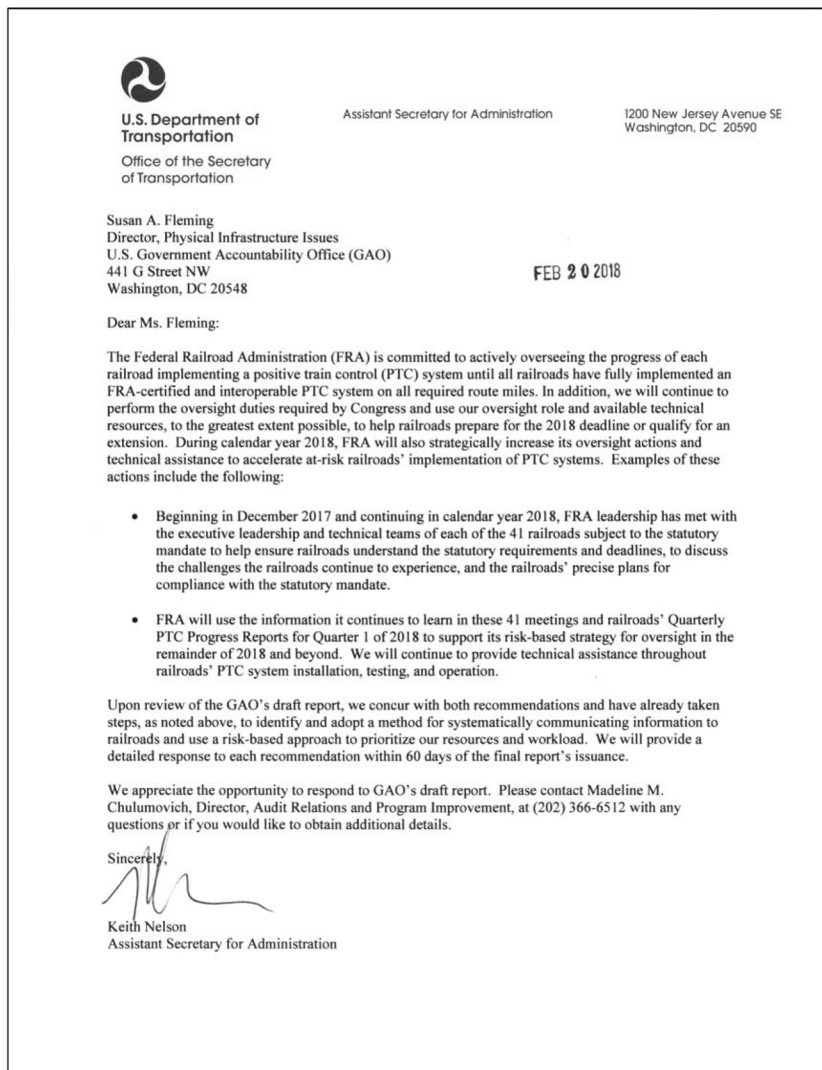 U.S. Department of
Transportation
Office of the Secretary
of Transportation
Assistant Secretary for Administration
1200 New Jersey Avenue SE
Washington, DC 20590
Susan A. Fleming
Director, Physical Infrastructure Issues
U.S. Government Accountability Office (GAO)
441 G Street NW
Washington, DC 20548
FEB 20 2018
Dear Ms. Fleming:
The Federal Railroad Administration (FRA) is committed to actively overseeing the progress of each
railroad implementing a positive train control (PTC) system until all railroads have fully implemented an
FRA-certified and interoperable PTC system on all required route miles. In addition, we will continue to
perform the oversight duties required by Congress and use our oversight role and available technical
resources, to the greatest extent possible, to help railroads prepare for the 2018 deadline or qualify for an
extension. During calendar year 2018, FRA will also strategically increase its oversight actions and
technical assistance to accelerate at-risk railroads' implementation of PTC systems. Examples of these
actions include the following:
• Beginning in December 2017 and continuing in calendar year 2018, FRA leadership has met with
the executive leadership and technical teams of each of the 41 railroads subject to the statutory
mandate to help ensure railroads understand the statutory requirements and deadlines, to discuss
the challenges the railroads continue to experience, and the railroads' precise plans for
compliance with the statutory mandate.
• FRA will use the information it continues to learn in these 41 meetings and railroads' Quarterly
PTC Progress Reports for Quarter 1 of 2018 to support its risk-based strategy for oversight in the
remainder of 2018 and beyond. We will continue to provide technical assistance throughout
railroads' PTC system installation, testing, and operation.
Upon review of the GAO's draft report, we concur with both recommendations and have already taken
steps, as noted above, to identify and adopt a method for systematically communicating information to
railroads and use a risk-based approach to prioritize our resources and workload. We will provide a
detailed response to each recommendation within 60 days of the final report's issuance.
We appreciate the opportunity to respond to GAO's draft report. Please contact Madeline M.
Chulumovich, Director, Audit Relations and Program Improvement, at (202) 366-6512 with any
questions or if you would like to obtain additional details.
Sincerely,
Keith Nelson
Assistant Secretary for Administration